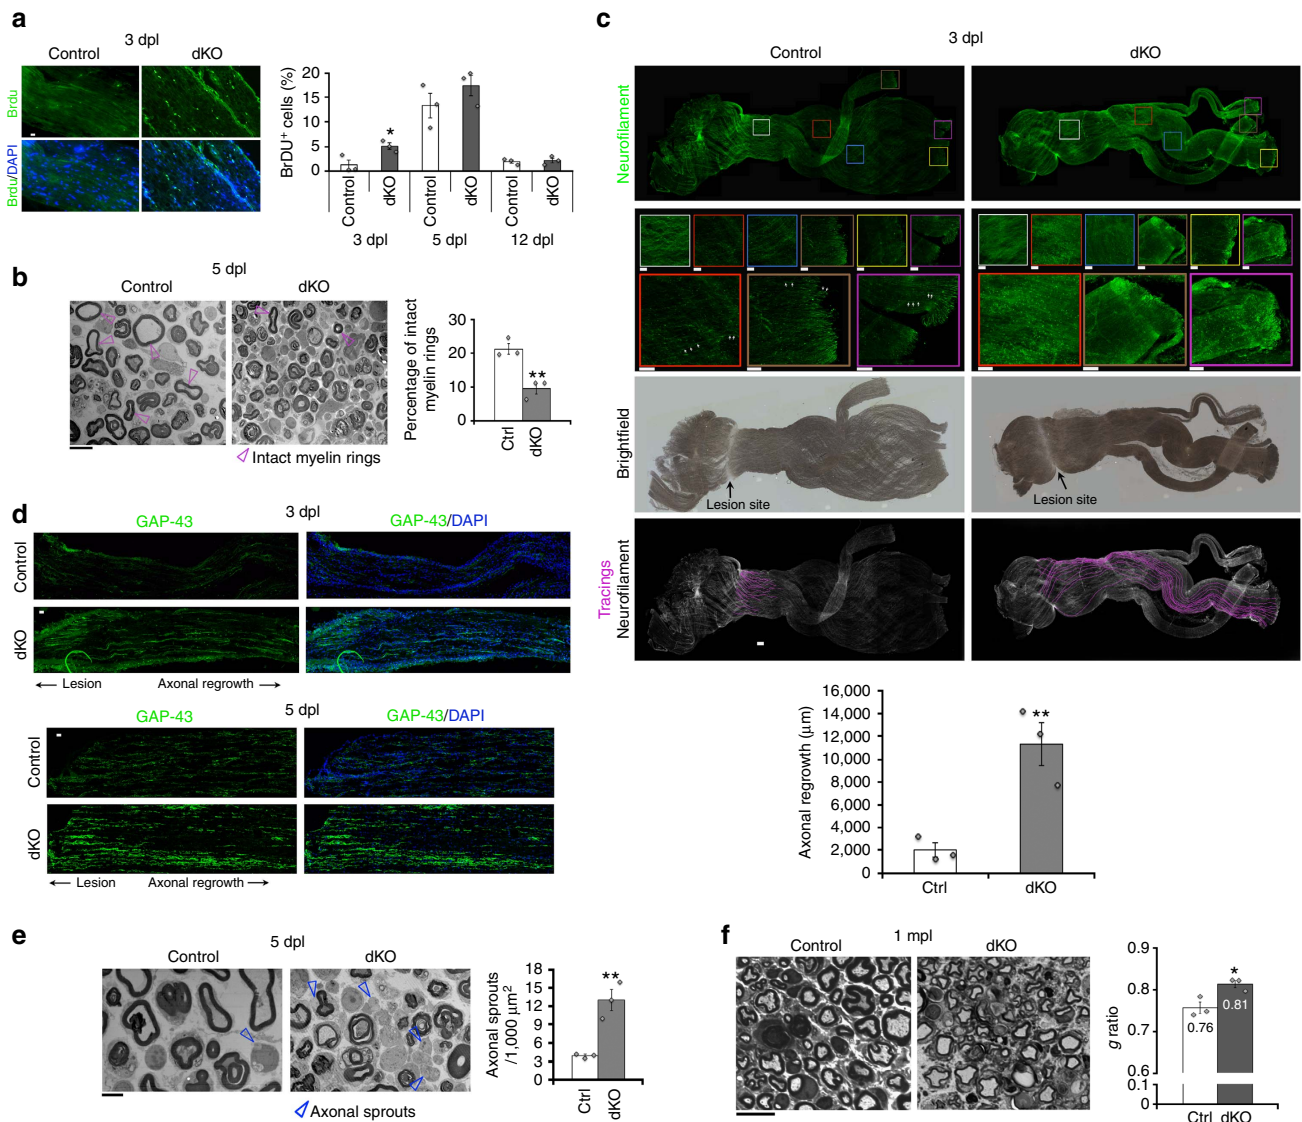 a
3 dpl
Control
dKO
Brdu
Brdu/DAPI
BrDU⁺ cells (%)
20
15
10
5
0
*
Control
dKO
Control
dKO
Control
dKO
3 dpl
5 dpl
12 dpl
b
5 dpl
Control
dKO
Intact myelin rings
Percentage of intact
myelin rings
30
20
10
0
**
Ctrl
dKO
c
3 dpl
Control
dKO
Neurofilament
Brightfield
Lesion site
Lesion site
Tracings
Neurofilament
Axonal regrowth (µm)
16,000
14,000
12,000
10,000
8,000
6,000
4,000
2,000
0
**
Ctrl
dKO
d
3 dpl
GAP-43
GAP-43/DAPI
Control
dKO
← Lesion
Axonal regrowth →
5 dpl
GAP-43
GAP-43/DAPI
Control
dKO
← Lesion
Axonal regrowth →
e
5 dpl
Control
dKO
Axonal sprouts
Axonal sprouts
/1,000 µm²
18
15
12
9
6
3
0
**
Ctrl
dKO
f
1 mpl
Control
dKO
g ratio
0.9
0.8
0.7
0.6
0.1
0
*
0.76
0.81
Ctrl
dKO